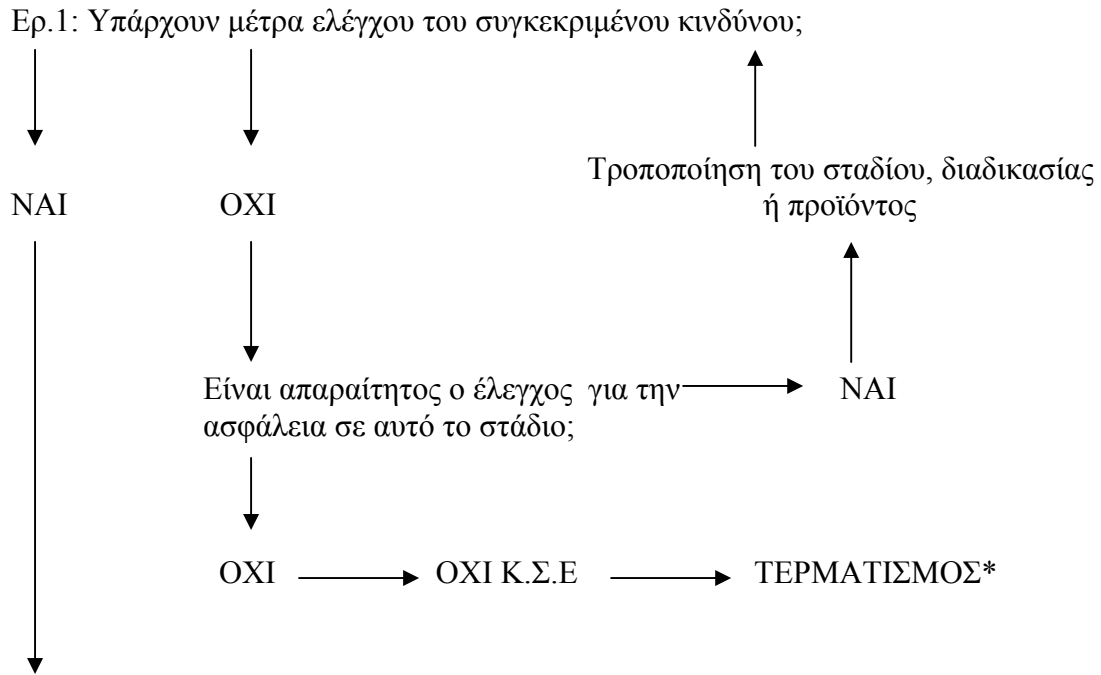 Ερ.1: Υπάρχουν μέτρα ελέγχου του συγκεκριμένου κινδύνου;
Τροποποίηση του σταδίου, διαδικασίας
ή προϊόντος
ΝΑΙ
ΟΧΙ
Είναι απαραίτητος ο έλεγχος για την
ασφάλεια σε αυτό το στάδιο;
ΝΑΙ
ΟΧΙ
ΟΧΙ Κ.Σ.Ε
ΤΕΡΜΑΤΙΣΜΟΣ*